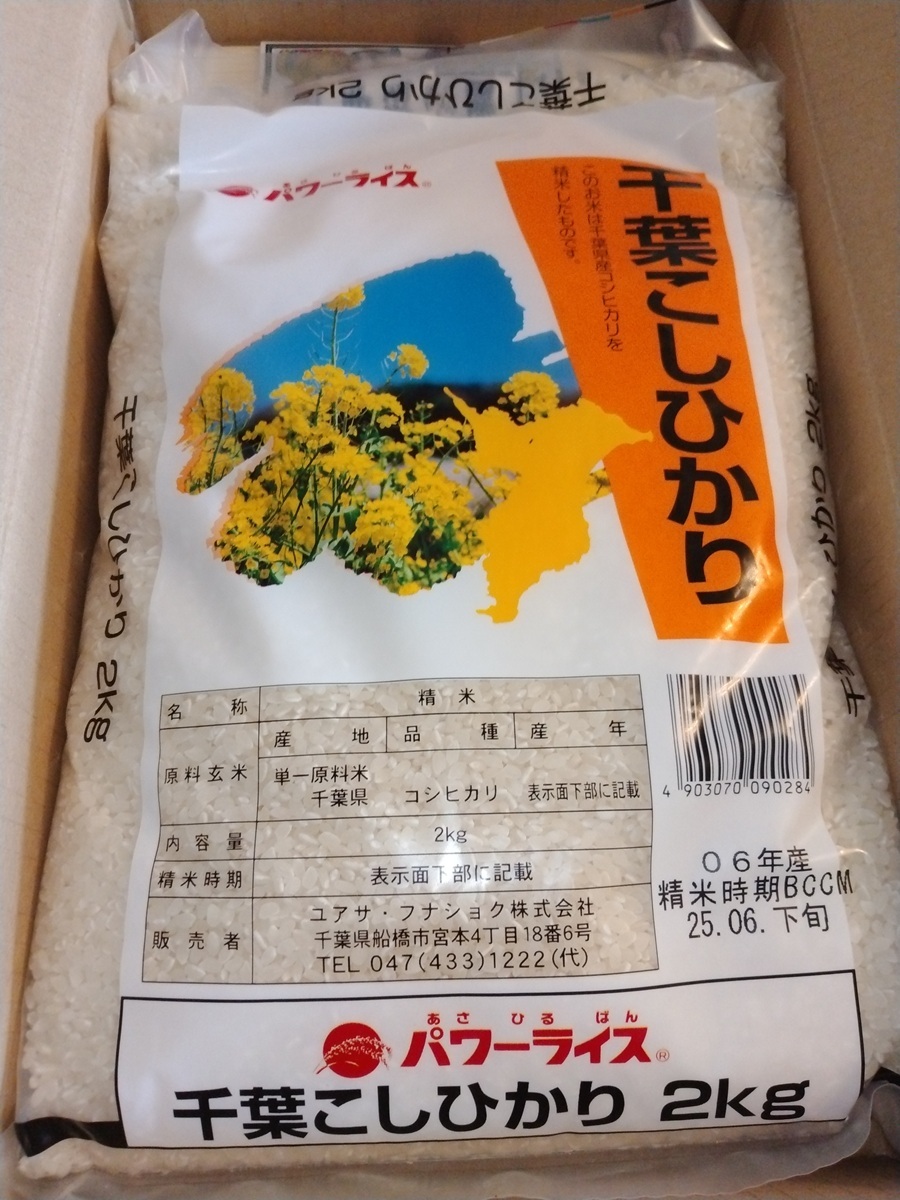 千葉こしひかり 2kg
パワーライス®
千葉こしひかり
このお米は千葉県産コシヒカリを
精米したものです。
千葉こしひかり 2kg
名称 精米
原料玄米 産地 品種 産年
単一原料米
千葉県 コシヒカリ 表示面下部に記載
内容量 2kg
精米時期 表示面下部に記載
販売者 ユアサ・フナショク株式会社
千葉県船橋市宮本4丁目18番6号
TEL 047(433)1222(代)
4 903070 090284
06年産
精米時期BCCM
25.06.下旬
あさ ひる ばん
パワーライス®
千葉こしひかり 2kg